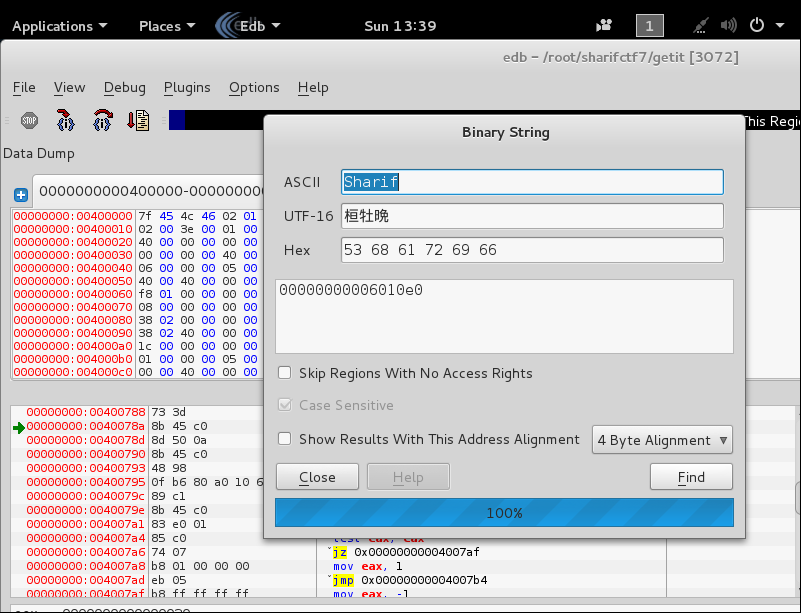 Applications Places Edb Sun 13:39 1
edb – /root/sharifctf7/getit [3072]
File View Debug Plugins Options Help
STOP
This Regi
Data Dump
Binary String
ASCII Sharif
UTF-16 桓牡晩
Hex 53 68 61 72 69 66
00000000006010e0
Skip Regions With No Access Rights
Case Sensitive
Show Results With This Address Alignment 4 Byte Alignment
Close Help Find
100%
0000000000400000-00000000
00000000:00400000 7f 45 4c 46 02 01
00000000:00400010 02 00 3e 00 01 00
00000000:00400020 40 00 00 00 00 00
00000000:00400030 00 00 00 00 40 00
00000000:00400040 06 00 00 00 05 00
00000000:00400050 40 00 40 00 00 00
00000000:00400060 f8 01 00 00 00 00
00000000:00400070 08 00 00 00 00 00
00000000:00400080 38 02 00 00 00 00
00000000:00400090 38 02 40 00 00 00
00000000:004000a0 1c 00 00 00 00 00
00000000:004000b0 01 00 00 00 05 00
00000000:004000c0 00 00 40 00 00 00
00000000:00400788 73 3d
00000000:0040078a 8b 45 c0
00000000:0040078d 8d 50 0a
00000000:00400790 8b 45 c0
00000000:00400793 48 98
00000000:00400795 0f b6 80 a0 10 6
00000000:0040079c 89 c1
00000000:0040079e 8b 45 c0
00000000:004007a1 83 e0 01
00000000:004007a4 85 c0 test eax, eax
00000000:004007a6 74 07 jz 0x00000000004007af
00000000:004007a8 b8 01 00 00 00 mov eax, 1
00000000:004007ad eb 05 jmp 0x00000000004007b4
00000000:004007af b8 ff ff ff ff mov eax, -1